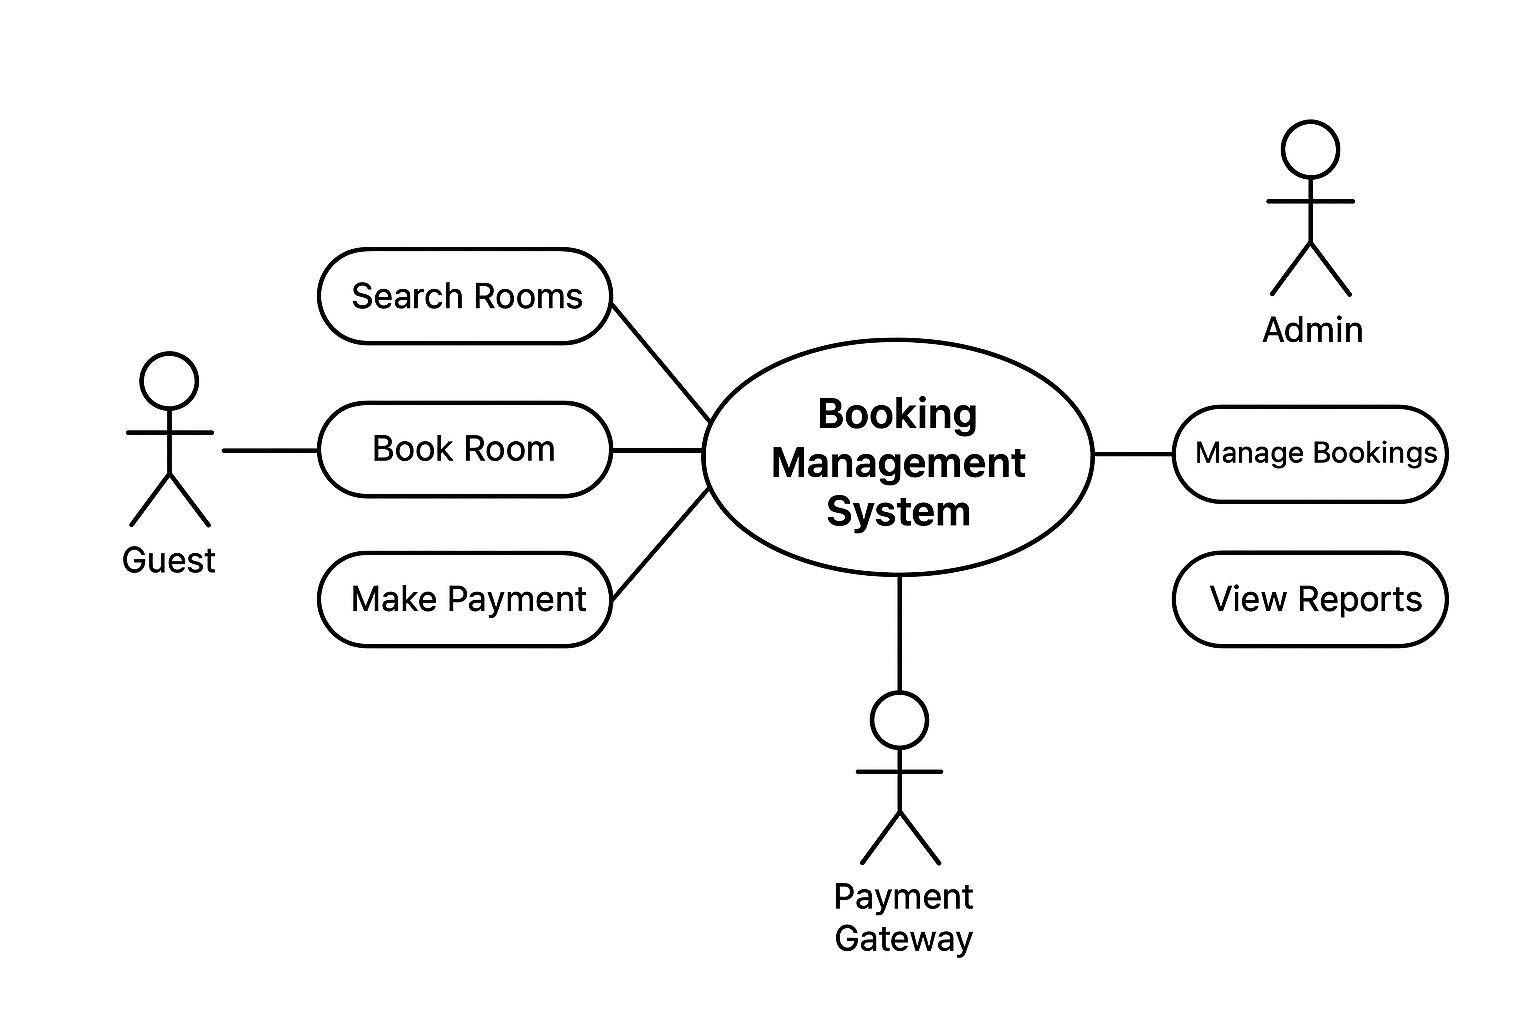 Search Rooms
Book Room
Make Payment
Guest
Booking
Management
System
Admin
Manage Bookings
View Reports
Payment
Gateway